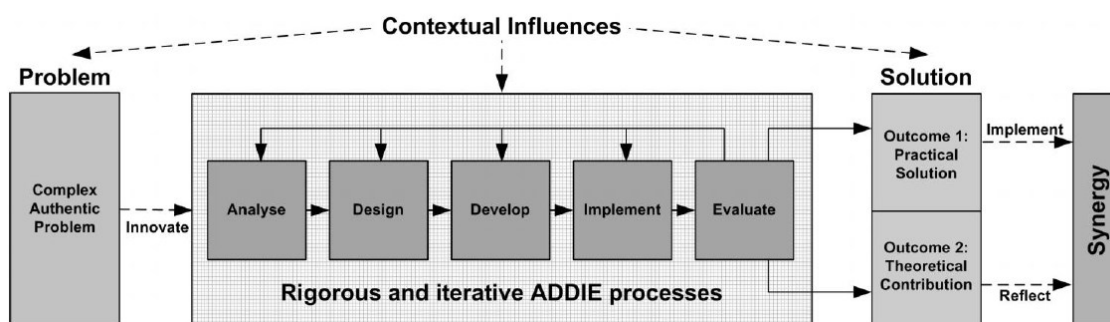 Contextual Influences
Problem
Solution
Complex
Authentic
Problem
Innovate
Analyse
Design
Develop
Implement
Evaluate
Rigorous and iterative ADDIE processes
Outcome 1:
Practical
Solution
Implement
Outcome 2:
Theoretical
Contribution
Reflect
Synergy